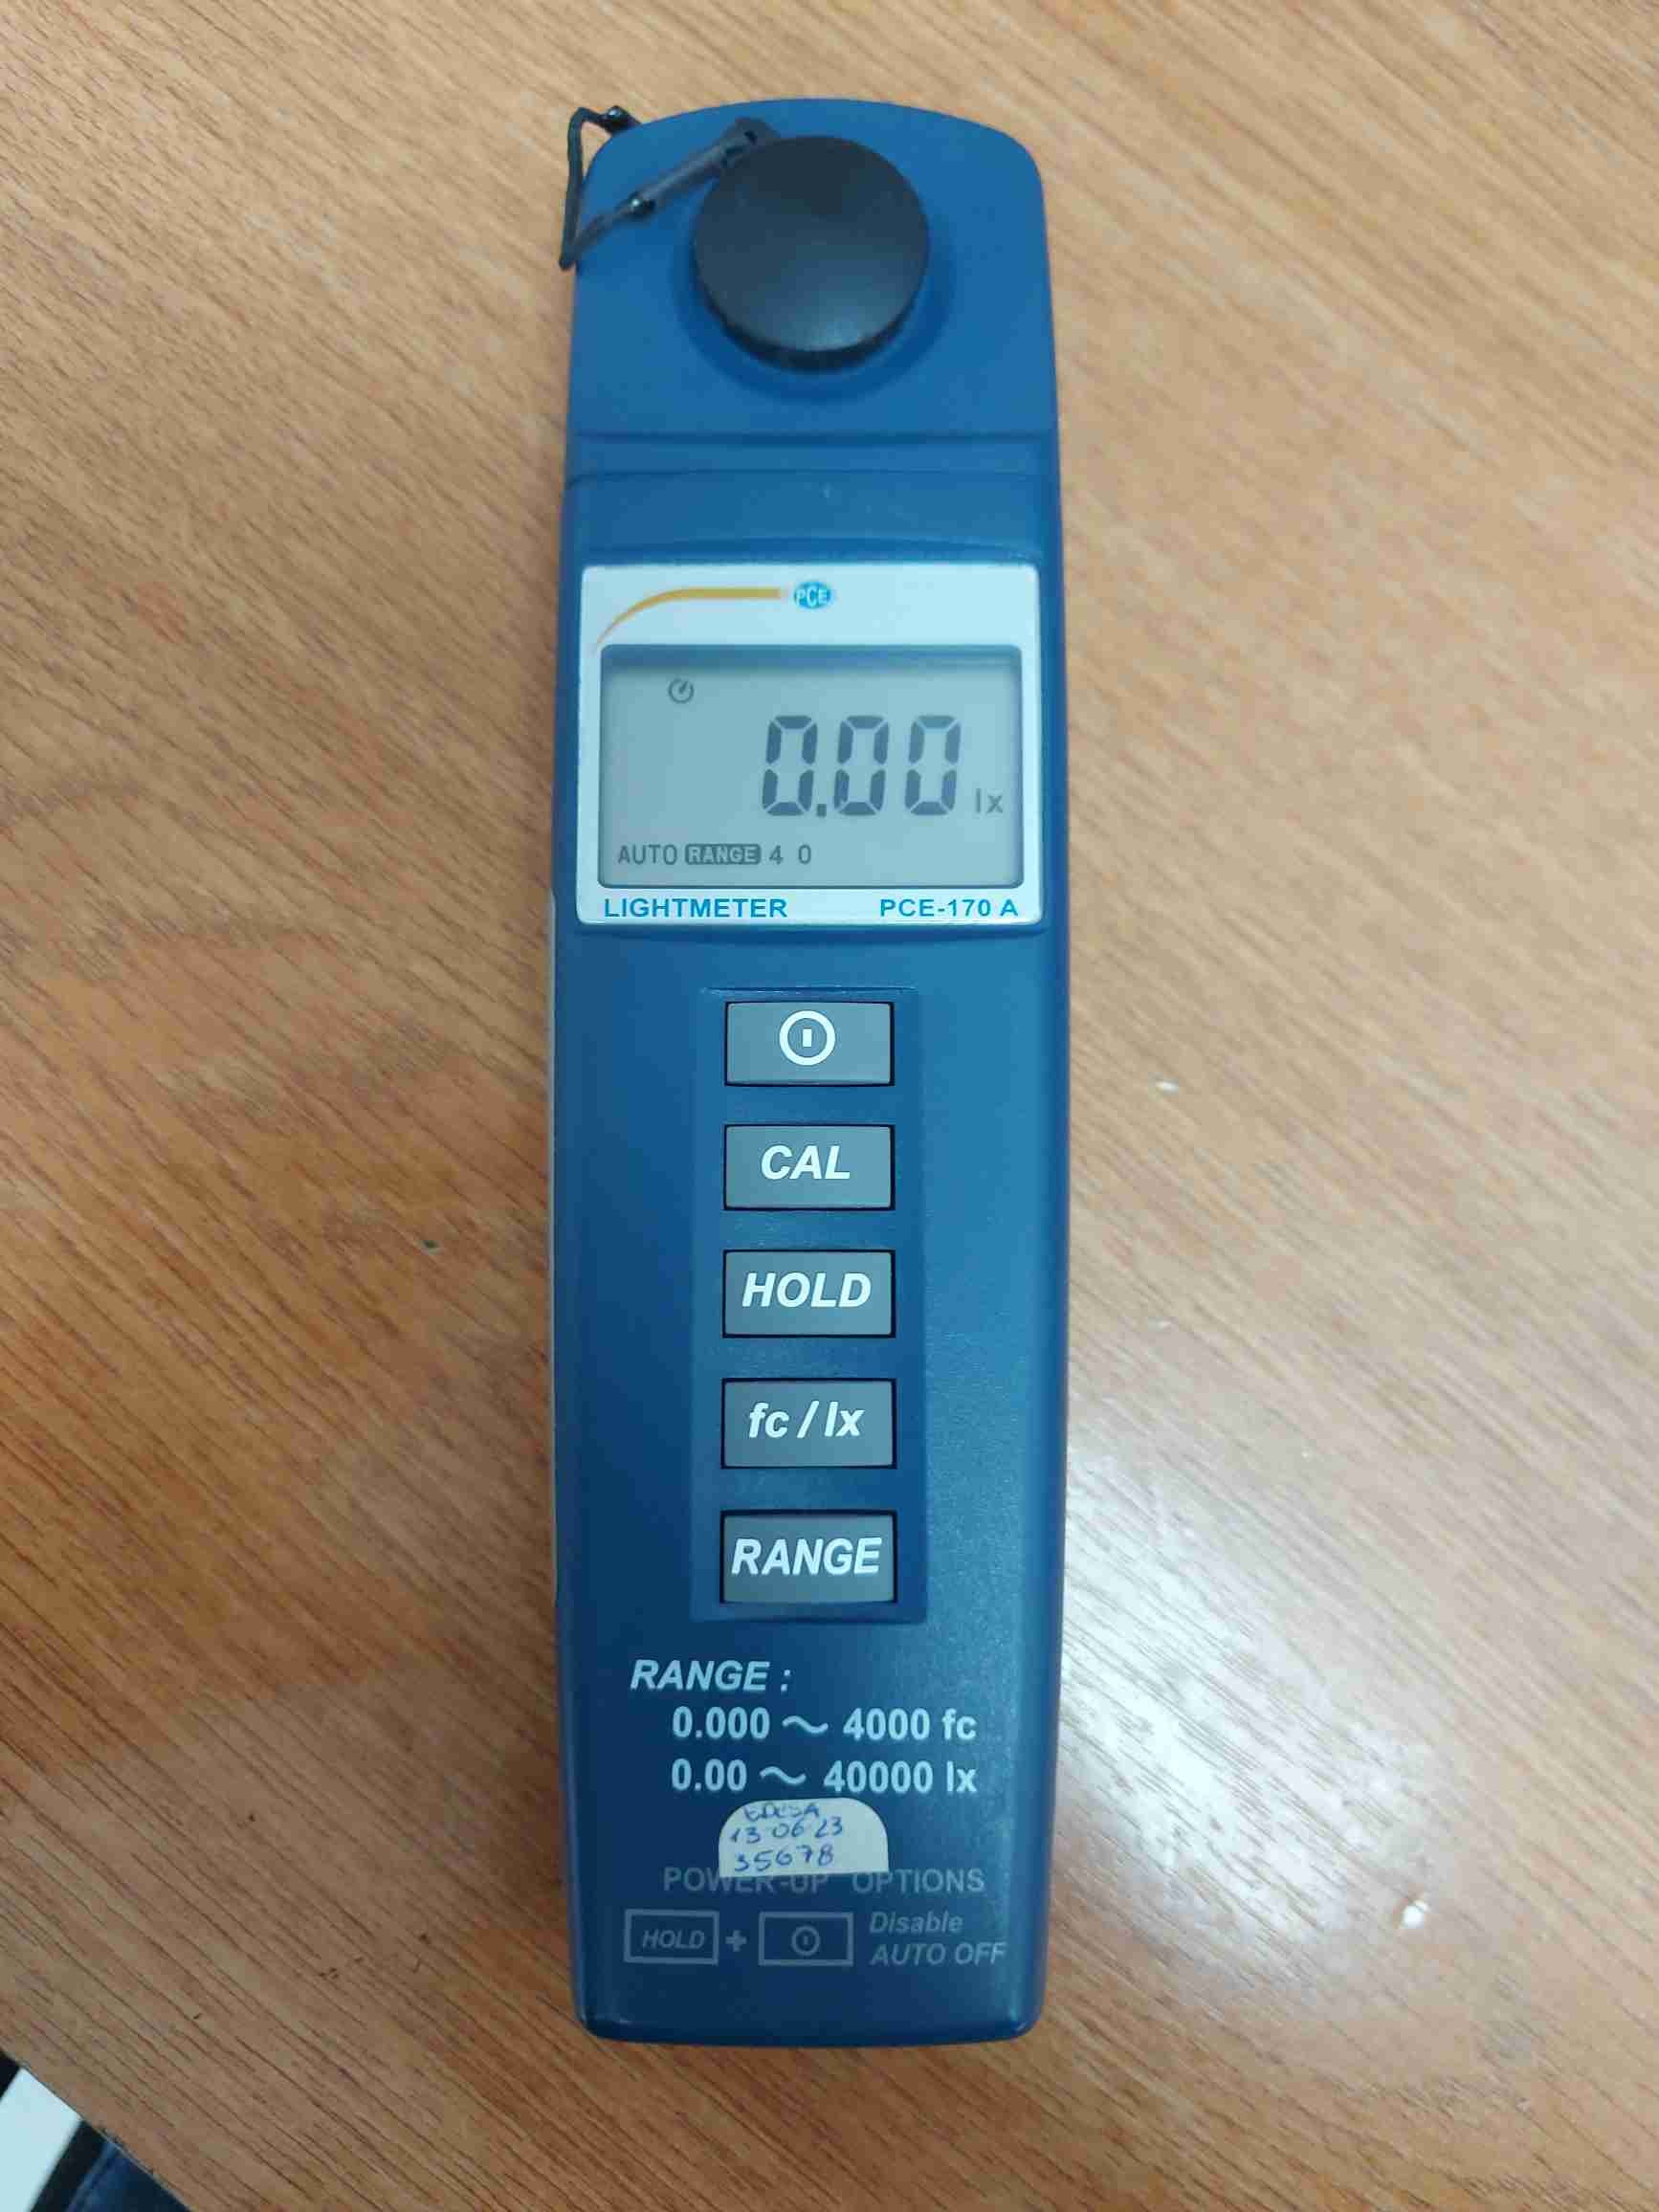 PCE
0.00 lx
AUTO RANGE 4 0
LIGHTMETER PCE-170 A
CAL
HOLD
fc/lx
RANGE
RANGE :
0.000 ~ 4000 fc
0.00 ~ 40000 lx
13-06-23
35678
POWER-UP OPTIONS
HOLD + Disable
AUTO OFF